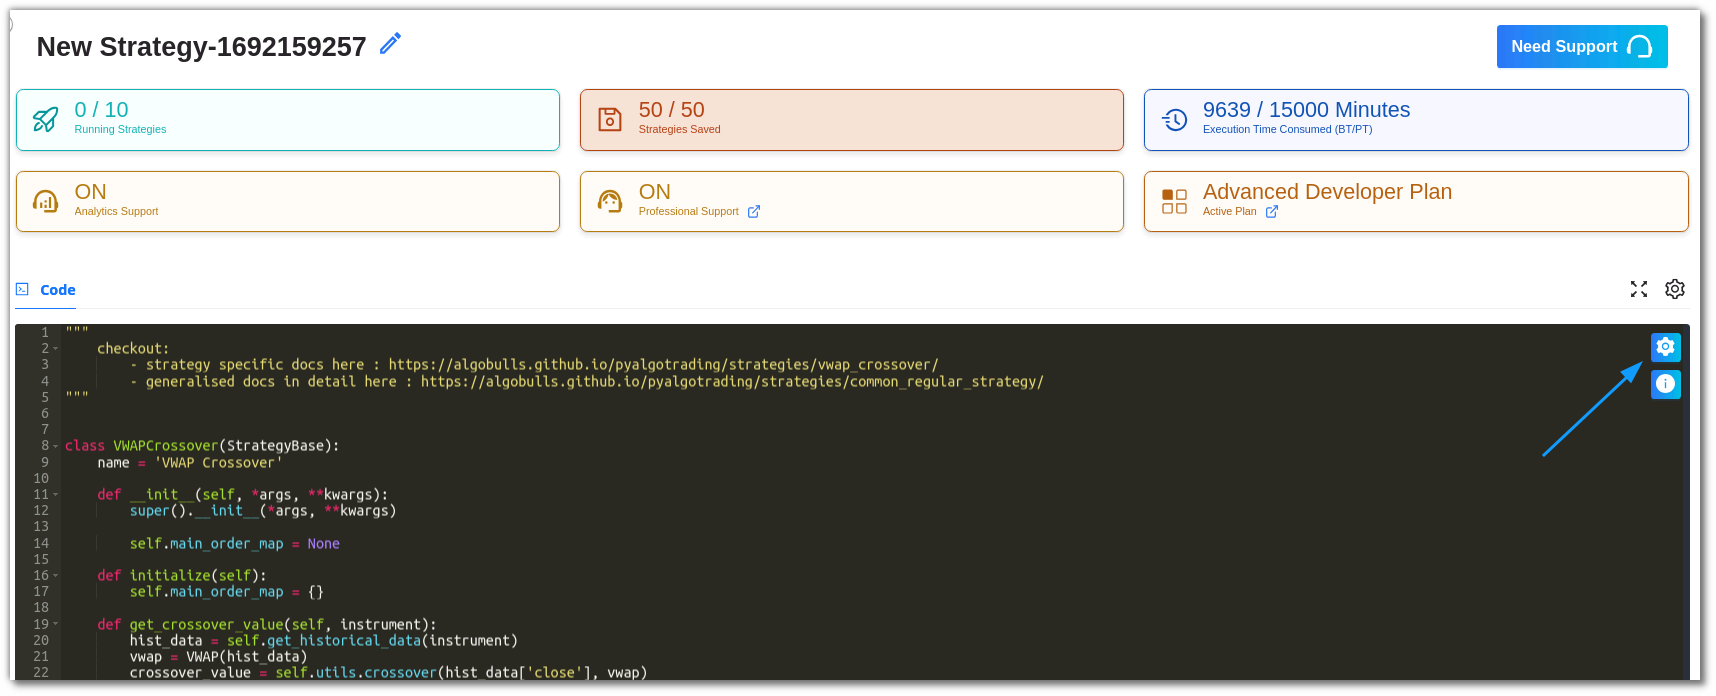 New Strategy-1692159257
Need Support
0 / 10
Running Strategies
50 / 50
Strategies Saved
9639 / 15000 Minutes
Execution Time Consumed (BT/PT)
ON
Analytics Support
ON
Professional Support
Advanced Developer Plan
Active Plan
Code
1 """
2 checkout:
3 - strategy specific docs here : https://algobulls.github.io/pyalgotrading/strategies/vwap_crossover/
4 - generalised docs in detail here : https://algobulls.github.io/pyalgotrading/strategies/common_regular_strategy/
5 """
6
7
8 class VWAPCrossover(StrategyBase):
9 name = 'VWAP Crossover'
10
11 def __init__(self, *args, **kwargs):
12 super().__init__(*args, **kwargs)
13
14 self.main_order_map = None
15
16 def initialize(self):
17 self.main_order_map = {}
18
19 def get_crossover_value(self, instrument):
20 hist_data = self.get_historical_data(instrument)
21 vwap = VWAP(hist_data)
22 crossover_value = self.utils.crossover(hist_data['close'], vwap)